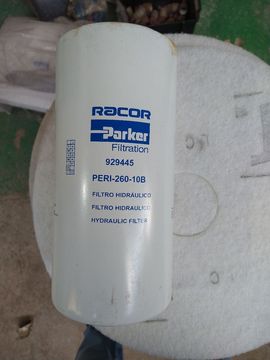 RACOR
Parker
Filtration
929445
PERI-260-10B
FILTRO HIDRÁULICO
FILTRO HIDRAULICO
HYDRAULIC FILTER